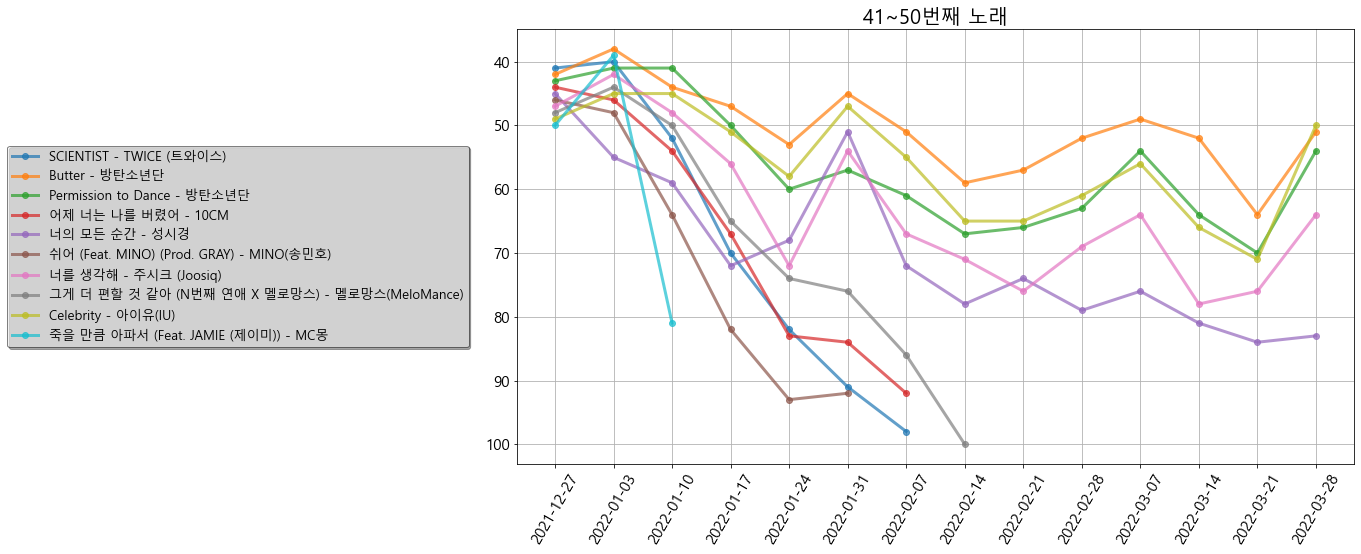 41~50번째 노래
SCIENTIST - TWICE (트와이스)
Butter - 방탄소년단
Permission to Dance - 방탄소년단
어제 너는 나를 버렸어 - 10CM
너의 모든 순간 - 성시경
쉬어 (Feat. MINO) (Prod. GRAY) - MINO(송민호)
너를 생각해 - 주시크 (Joosiq)
그게 더 편할 것 같아 (N번째 연애 X 멜로망스) - 멜로망스(MeloMance)
Celebrity - 아이유(IU)
죽을 만큼 아파서 (Feat. JAMIE (제이미)) - MC몽
40
50
60
70
80
90
100
2021-12-27
2022-01-03
2022-01-10
2022-01-17
2022-01-24
2022-01-31
2022-02-07
2022-02-14
2022-02-21
2022-02-28
2022-03-07
2022-03-14
2022-03-21
2022-03-28